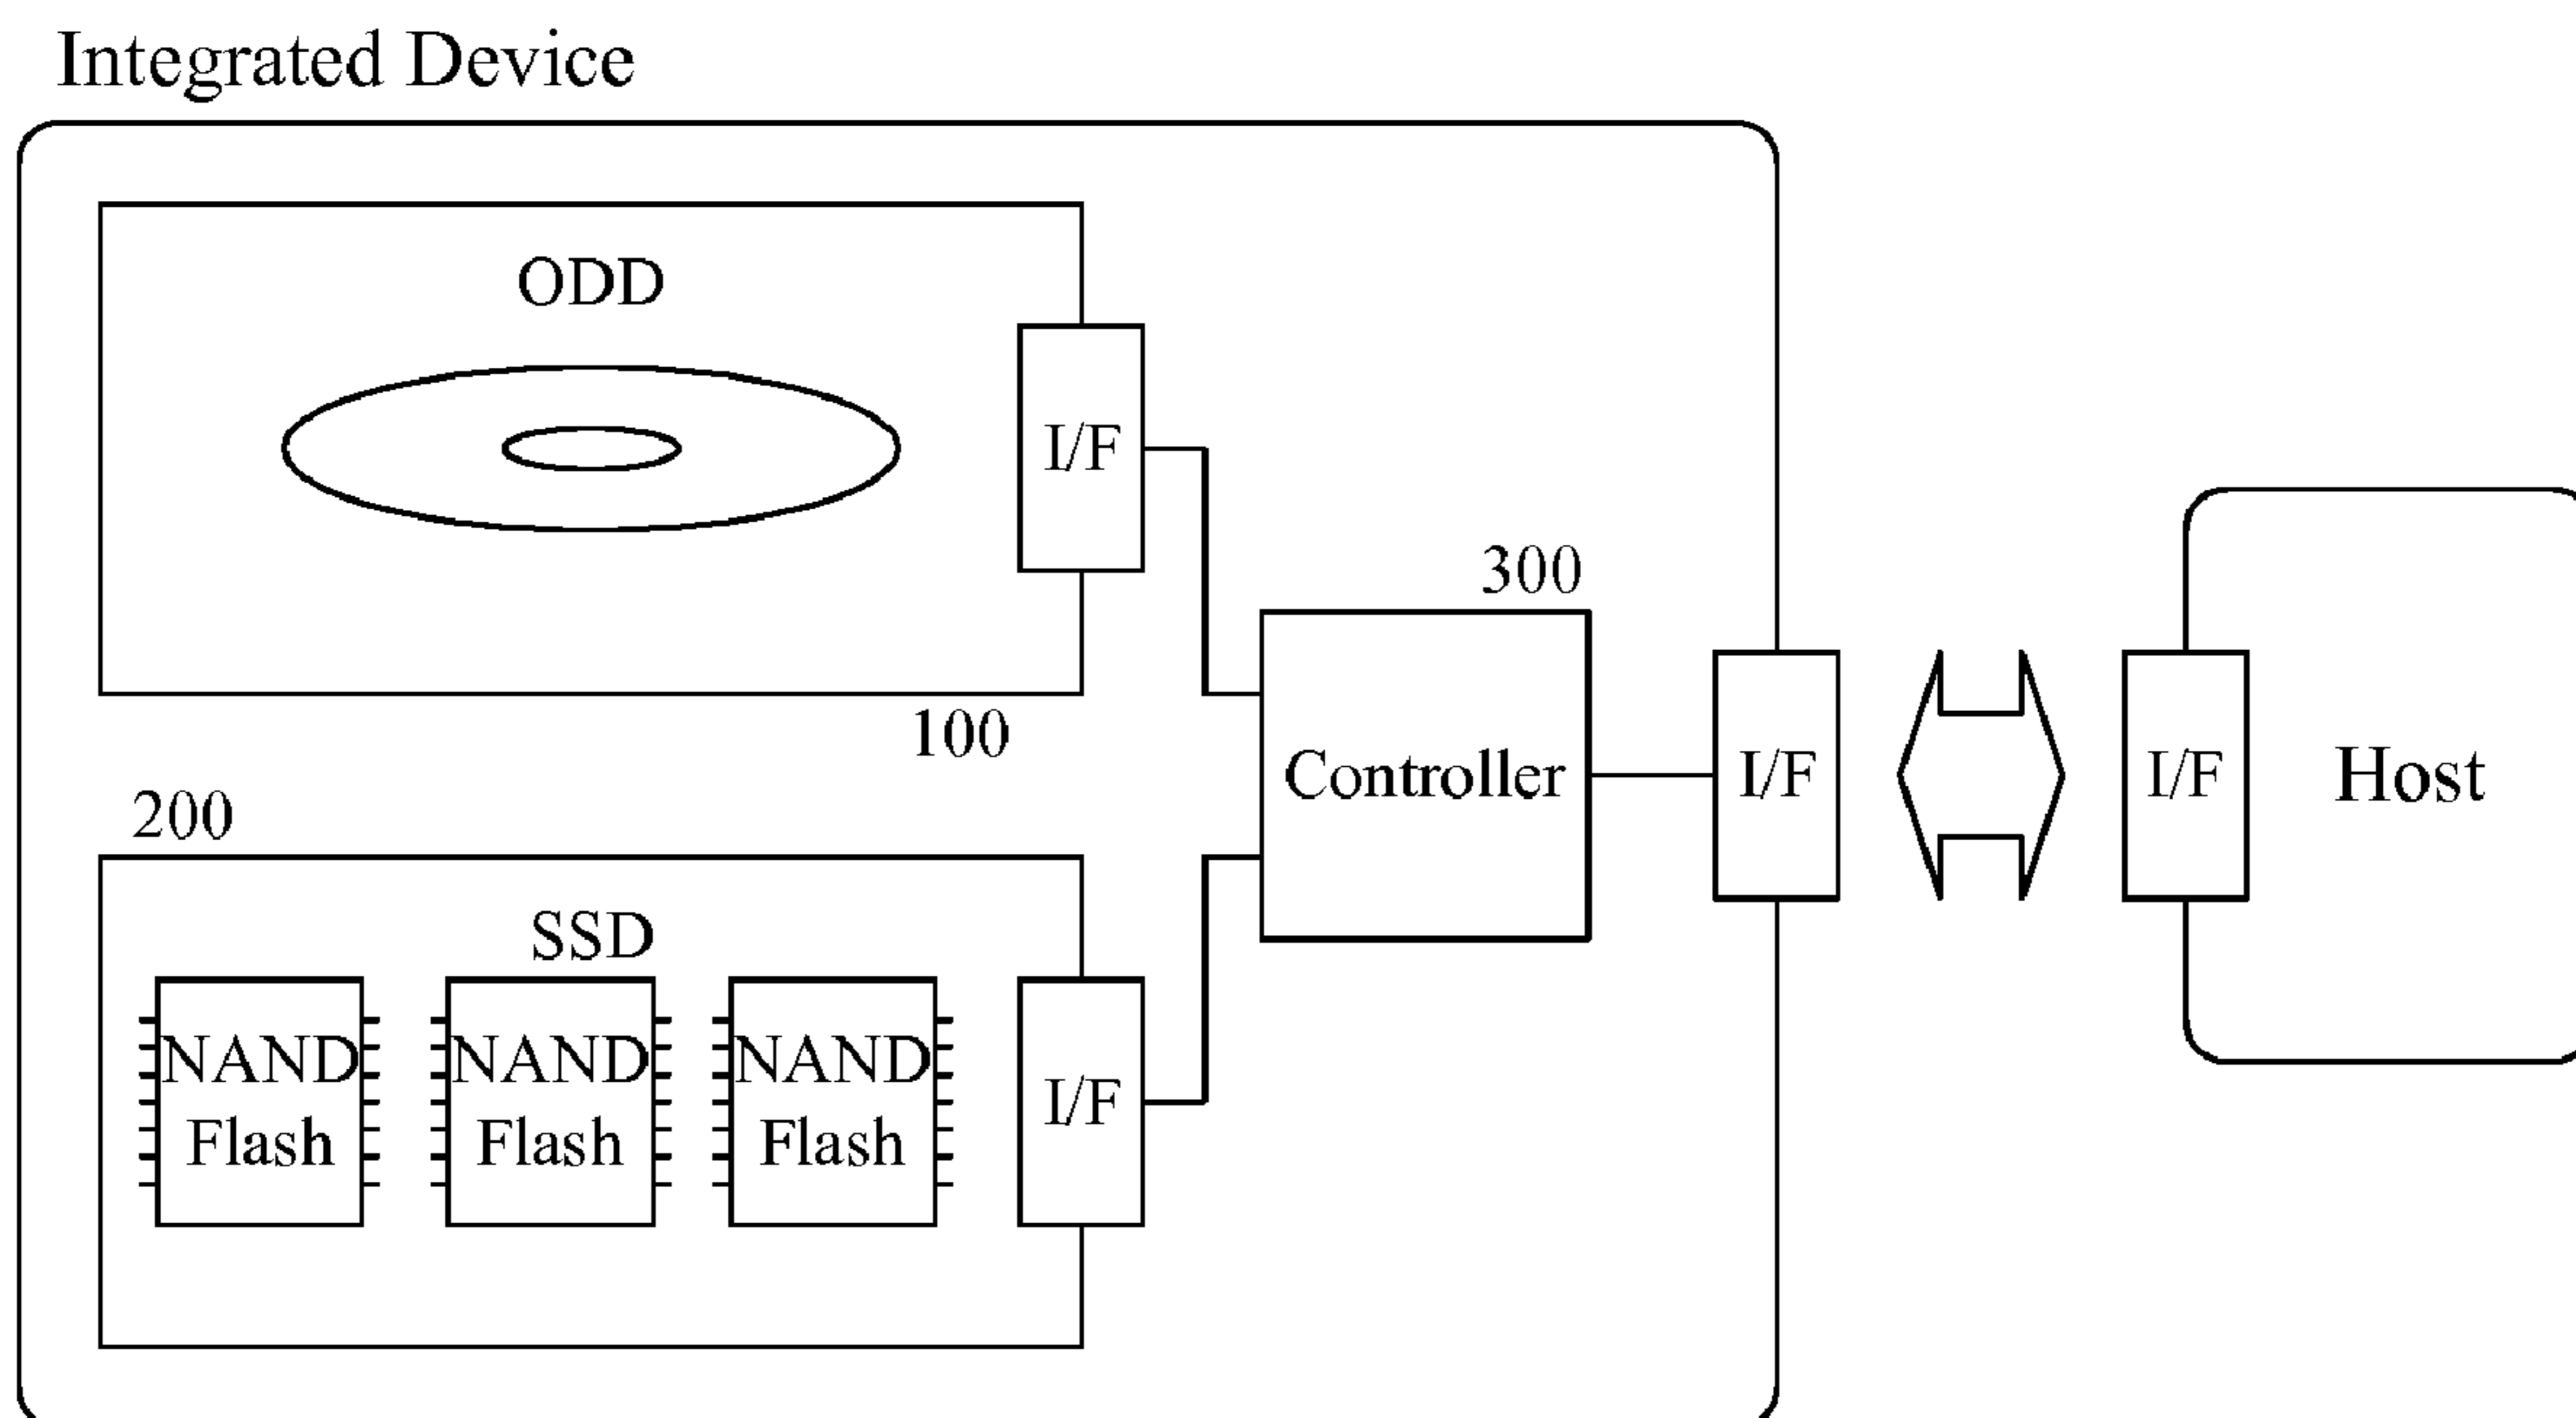 Integrated Device
ODD
I/F
100
300
Controller
I/F
I/F
Host
200
SSD
NAND
Flash
NAND
Flash
NAND
Flash
I/F